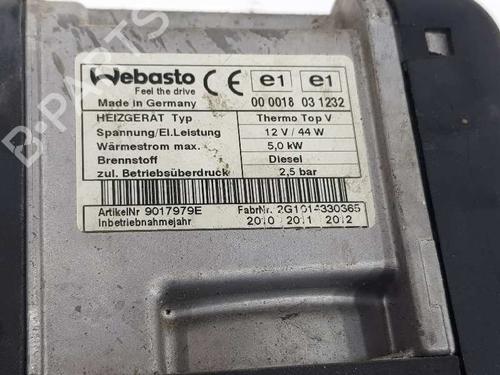 Webasto CE e1 e1
Feel the drive
Made in Germany 00 0018 03 1232
HEIZGERÄT Typ Thermo Top V
Spannung/El.Leistung 12 V / 44 W
Wärmestrom max. 5,0 kW
Brennstoff Diesel
zul. Betriebsüberdruck 2,5 bar
ArtikelNr 9017979E FabrNr. 2G1014330365
Inbetriebnahmejahr 2010 2011 2012
B-PARTS